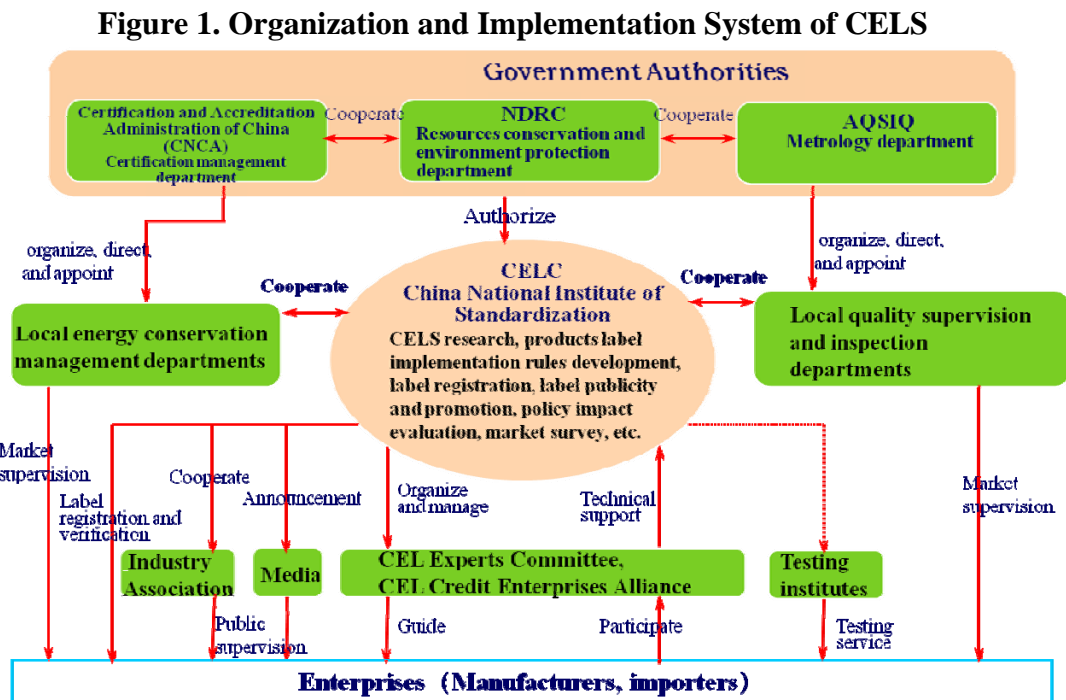 Figure 1. Organization and Implementation System of CELS
Government Authorities
Certification and Accreditation
Administration of China
(CNCA)
Certification management
department
Cooperate
NDRC
Resources conservation and
environment protection
department
Cooperate
AQSIQ
Metrology department
Authorize
organize, direct,
and appoint
organize, direct,
and appoint
Cooperate
CELC
China National Institute of
Standardization
CELS research, products label
implementation rules development,
label registration, label publicity
and promotion, policy impact
evaluation, market survey, etc.
Cooperate
Local energy conservation
management departments
Local quality supervision
and inspection
departments
Market
supervision
Label
registration and
verification
Cooperate
Announcement
Organize
and manage
Technical
support
Market
supervision
Industry
Association
Media
CEL Experts Committee,
CEL Credit Enterprises Alliance
Testing
institutes
Public
supervision
Guide
Participate
Testing
service
Enterprises (Manufacturers, importers)